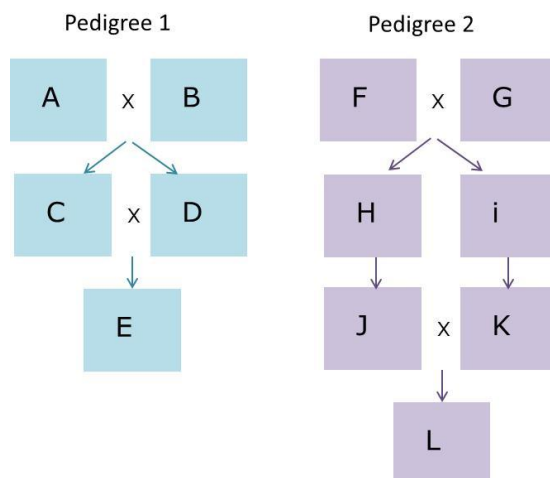 Pedigree 1
A x B
C x D
E
Pedigree 2
F x G
H i
J x K
L